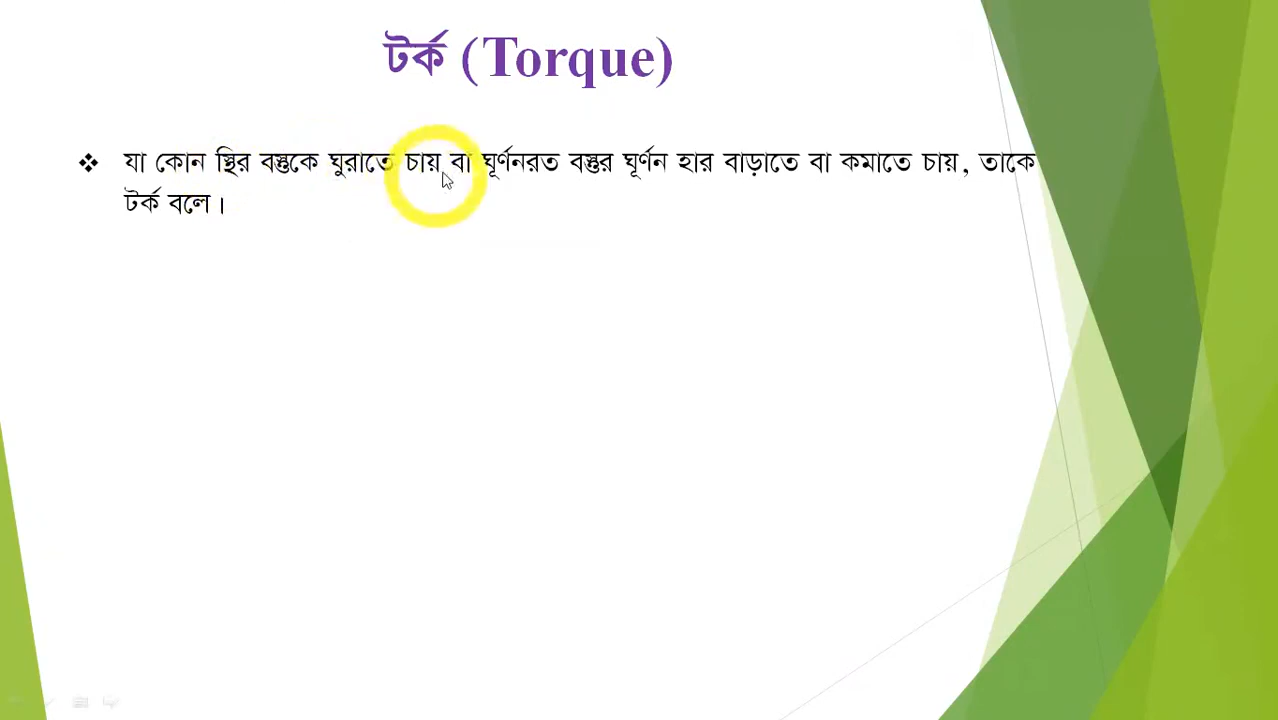 টর্ক (Torque)
❖ যা কোন স্থির বস্তুকে ঘুরাতে চায় বা ঘূর্ণনরত বস্তুর ঘূর্ণন হার বাড়াতে বা কমাতে চায়, তাকে
টর্ক বলে।